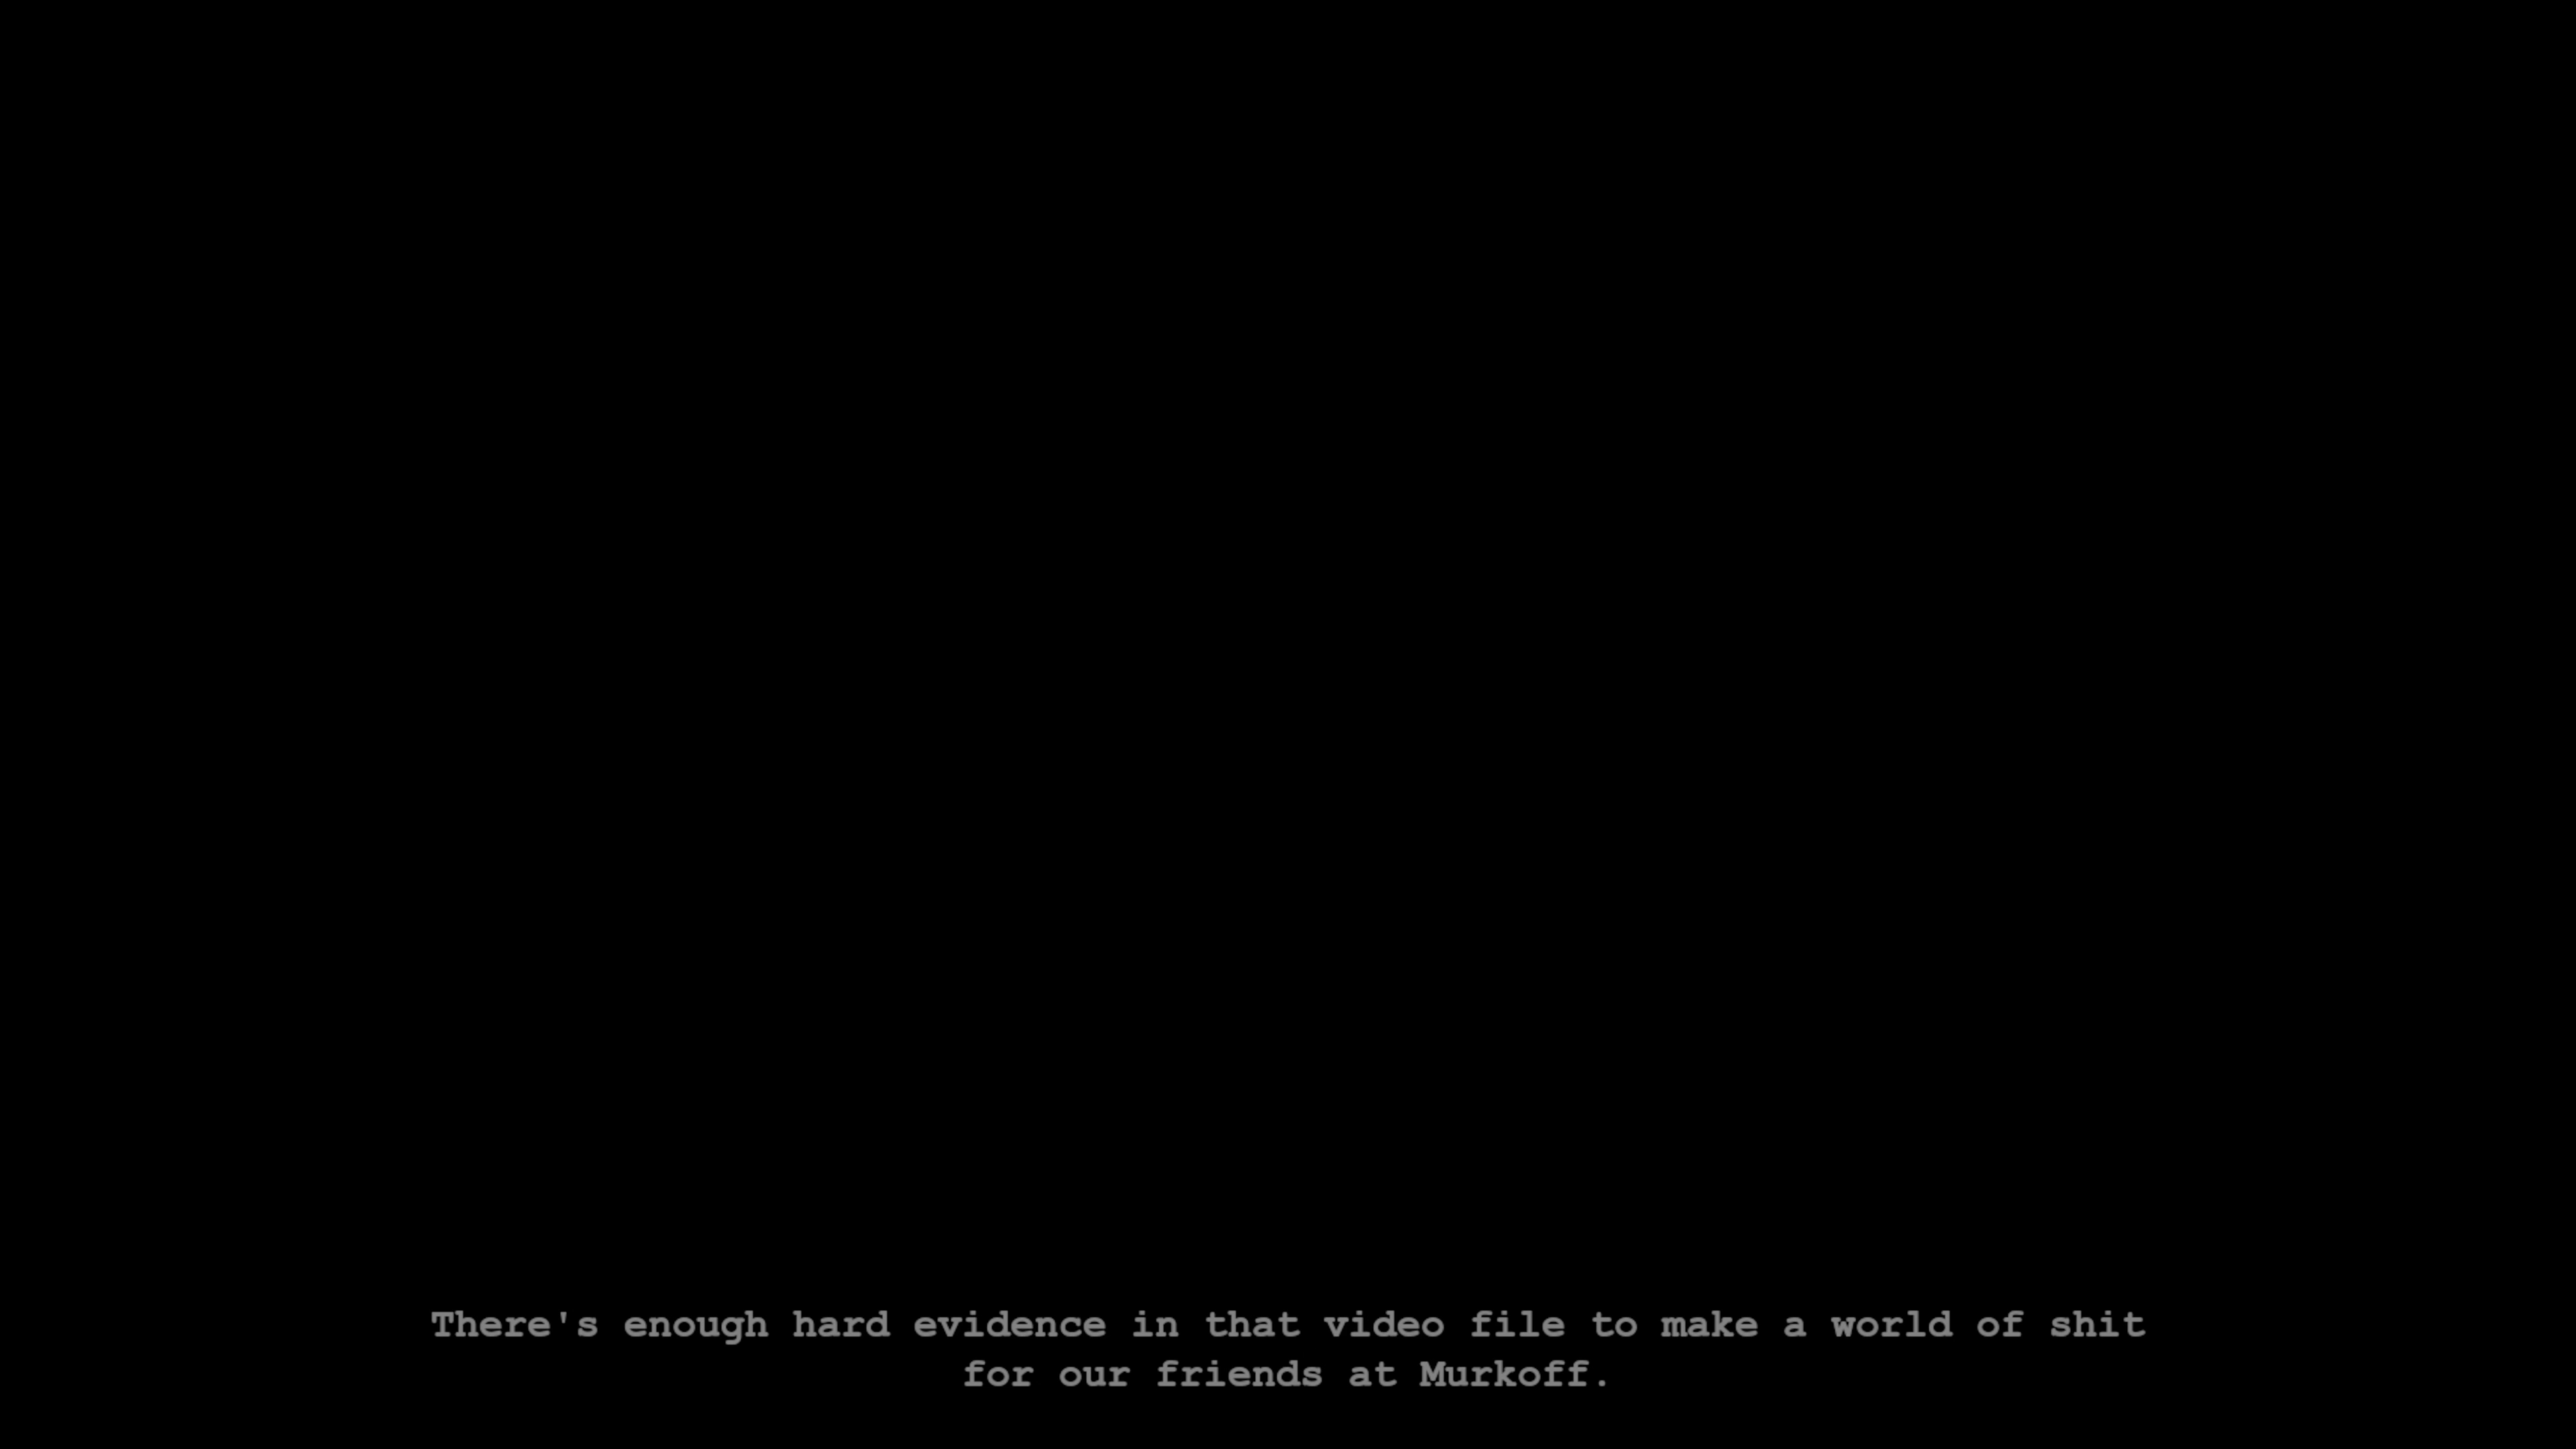 There's enough hard evidence in that video file to make a world of shit
for our friends at Murkoff.